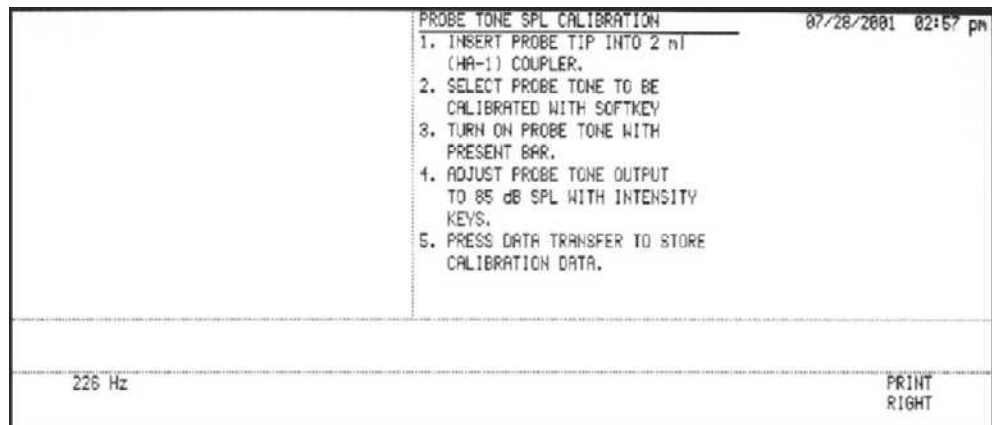 PROBE TONE SPL CALIBRATION
07/28/2001 02:57 pm
1. INSERT PROBE TIP INTO 2 ml
(HA-1) COUPLER.
2. SELECT PROBE TONE TO BE
CALIBRATED WITH SOFTKEY
3. TURN ON PROBE TONE WITH
PRESENT BAR.
4. ADJUST PROBE TONE OUTPUT
TO 85 dB SPL WITH INTENSITY
KEYS.
5. PRESS DATA TRANSFER TO STORE
CALIBRATION DATA.
226 Hz
PRINT
RIGHT